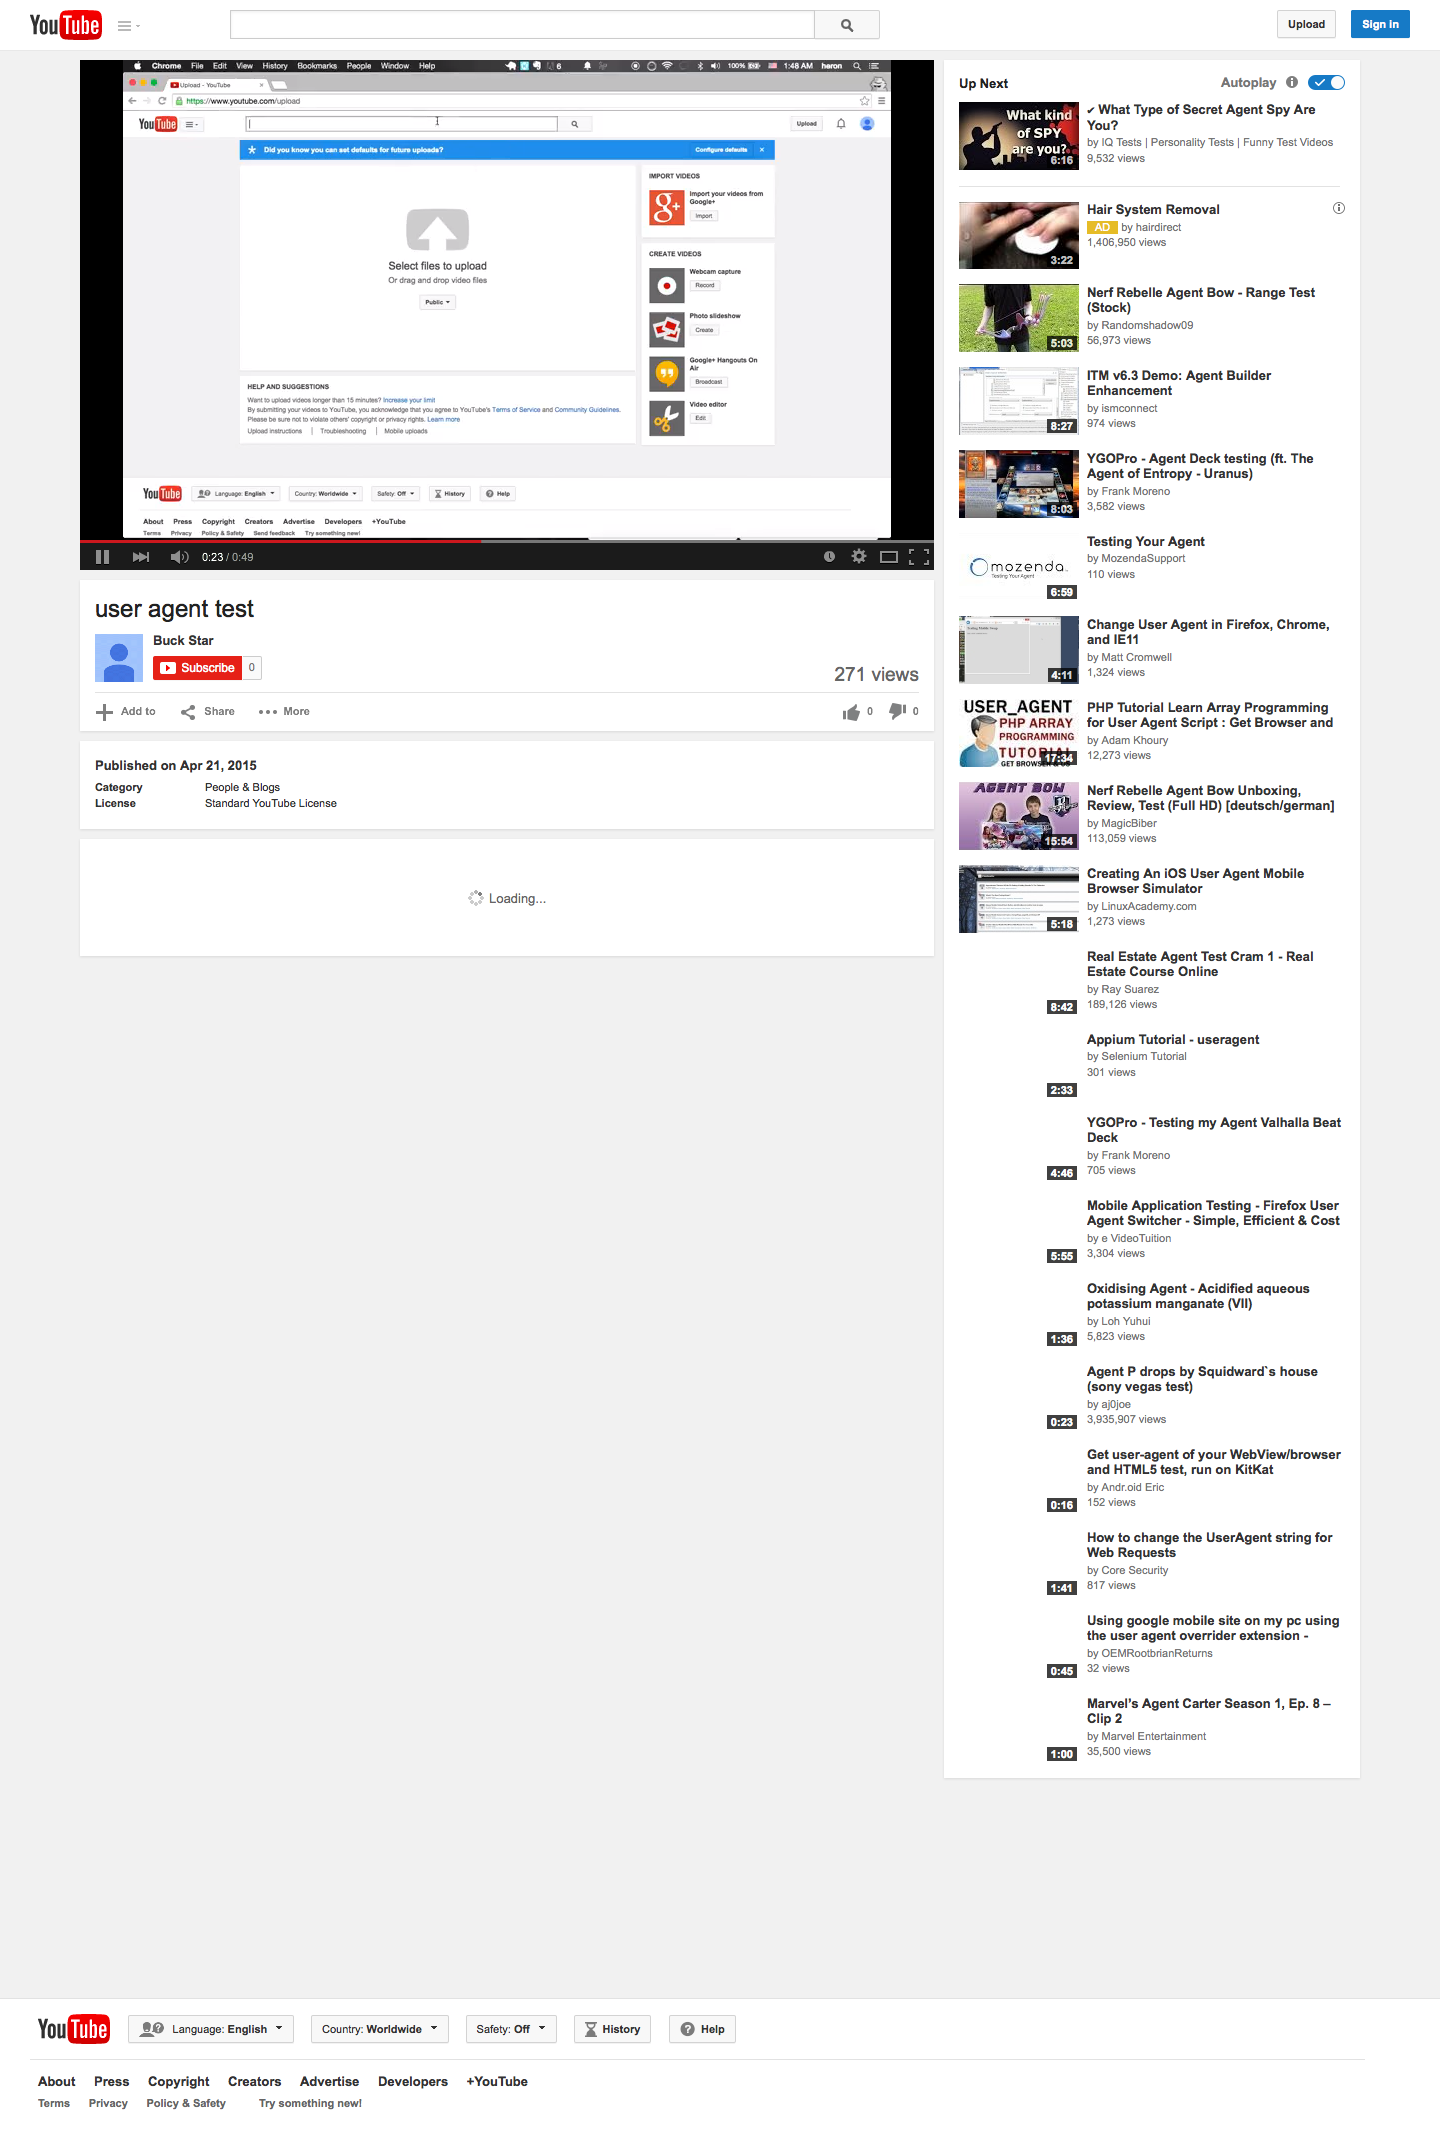 YouTube
Upload
Sign in
Chrome File Edit View History Bookmarks People Window Help
6
100%
1:48 AM heron
Upload - YouTube
https://www.youtube.com/upload
YouTube
Upload
Did you know you can set defaults for future uploads?
Configure defaults
Select files to upload
Or drag and drop video files
Public
IMPORT VIDEOS
Import your videos from
Google+
Import
CREATE VIDEOS
Webcam capture
Record
Photo slideshow
Create
Google+ Hangouts On
Air
Broadcast
Video editor
Edit
HELP AND SUGGESTIONS
Want to upload videos longer than 15 minutes? Increase your limit
By submitting your videos to YouTube, you acknowledge that you agree to YouTube's Terms of Service and Community Guidelines.
Please be sure not to violate others' copyright or privacy rights. Learn more
Upload instructions | Troubleshooting | Mobile uploads
YouTube
Language: English
Country: Worldwide
Safety: Off
History
Help
About Press Copyright Creators Advertise Developers +YouTube
Terms Privacy Policy & Safety Send feedback Try something new!
0:23 / 0:49
user agent test
Buck Star
Subscribe
0
271 views
Add to
Share
More
0
0
Published on Apr 21, 2015
Category People & Blogs
License Standard YouTube License
Loading...
Up Next
Autoplay
What kind
of SPY
are you?
6:16
✔ What Type of Secret Agent Spy Are
You?
by IQ Tests | Personality Tests | Funny Test Videos
9,532 views
3:22
Hair System Removal
AD by hairdirect
1,406,950 views
5:03
Nerf Rebelle Agent Bow - Range Test
(Stock)
by Randomshadow09
56,973 views
8:27
ITM v6.3 Demo: Agent Builder
Enhancement
by ismconnect
974 views
8:03
YGOPro - Agent Deck testing (ft. The
Agent of Entropy - Uranus)
by Frank Moreno
3,582 views
mozenda
Testing Your Agent
6:59
Testing Your Agent
by MozendaSupport
110 views
4:11
Change User Agent in Firefox, Chrome,
and IE11
by Matt Cromwell
1,324 views
USER_AGENT
PHP ARRAY
PROGRAMMING
TUTORIAL
GET BROWSER & OS
17:34
PHP Tutorial Learn Array Programming
for User Agent Script : Get Browser and
by Adam Khoury
12,273 views
AGENT BOW
15:54
Nerf Rebelle Agent Bow Unboxing,
Review, Test (Full HD) [deutsch/german]
by MagicBiber
113,059 views
5:18
Creating An iOS User Agent Mobile
Browser Simulator
by LinuxAcademy.com
1,273 views
8:42
Real Estate Agent Test Cram 1 - Real
Estate Course Online
by Ray Suarez
189,126 views
2:33
Appium Tutorial - useragent
by Selenium Tutorial
301 views
4:46
YGOPro - Testing my Agent Valhalla Beat
Deck
by Frank Moreno
705 views
5:55
Mobile Application Testing - Firefox User
Agent Switcher - Simple, Efficient & Cost
by e VideoTuition
3,304 views
1:36
Oxidising Agent - Acidified aqueous
potassium manganate (VII)
by Loh Yuhui
5,823 views
0:23
Agent P drops by Squidward`s house
(sony vegas test)
by aj0joe
3,935,907 views
0:16
Get user-agent of your WebView/browser
and HTML5 test, run on KitKat
by Andr.oid Eric
152 views
1:41
How to change the UserAgent string for
Web Requests
by Core Security
817 views
0:45
Using google mobile site on my pc using
the user agent overrider extension -
by OEMRootbrianReturns
32 views
1:00
Marvel's Agent Carter Season 1, Ep. 8 –
Clip 2
by Marvel Entertainment
35,500 views
YouTube
Language: English
Country: Worldwide
Safety: Off
History
Help
About Press Copyright Creators Advertise Developers +YouTube
Terms Privacy Policy & Safety Try something new!